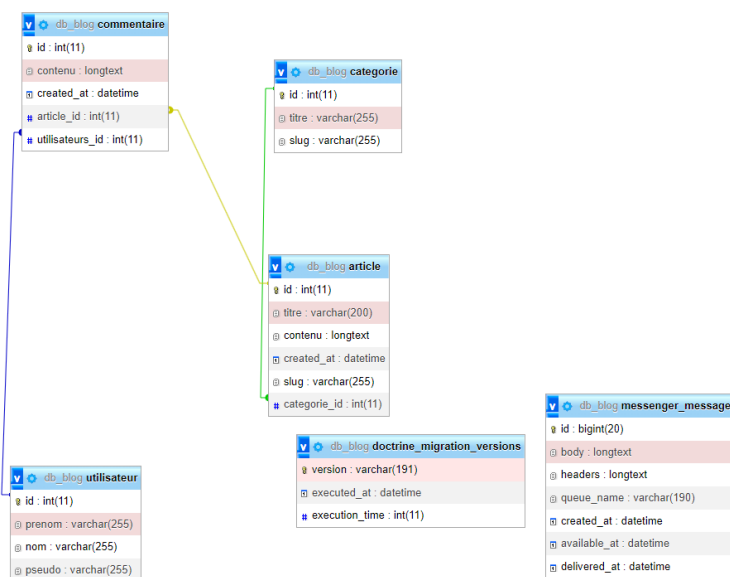 db_blog commentaire
id : int(11)
contenu : longtext
created_at : datetime
article_id : int(11)
utilisateurs_id : int(11)
db_blog categorie
id : int(11)
titre : varchar(255)
slug : varchar(255)
db_blog article
id : int(11)
titre : varchar(200)
contenu : longtext
created_at : datetime
slug : varchar(255)
categorie_id : int(11)
db_blog doctrine_migration_versions
version : varchar(191)
executed_at : datetime
execution_time : int(11)
db_blog messenger_message
id : bigint(20)
body : longtext
headers : longtext
queue_name : varchar(190)
created_at : datetime
available_at : datetime
delivered_at : datetime
db_blog utilisateur
id : int(11)
prenom : varchar(255)
nom : varchar(255)
pseudo : varchar(255)